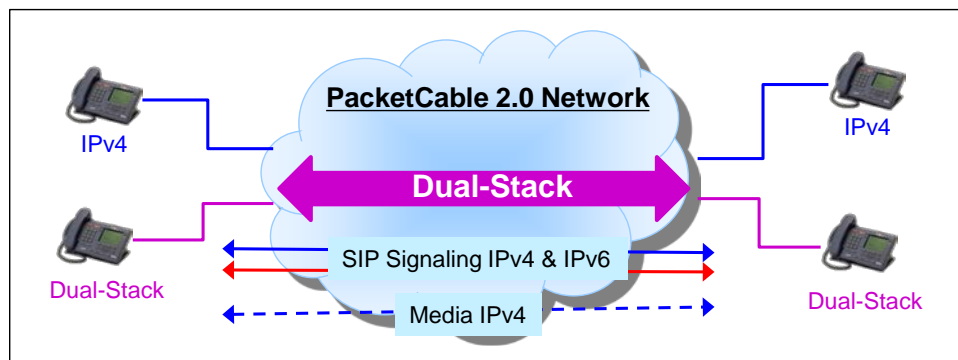 PacketCable 2.0 Network
IPv4
IPv4
Dual-Stack
SIP Signaling IPv4 & IPv6
Dual-Stack
Dual-Stack
Media IPv4